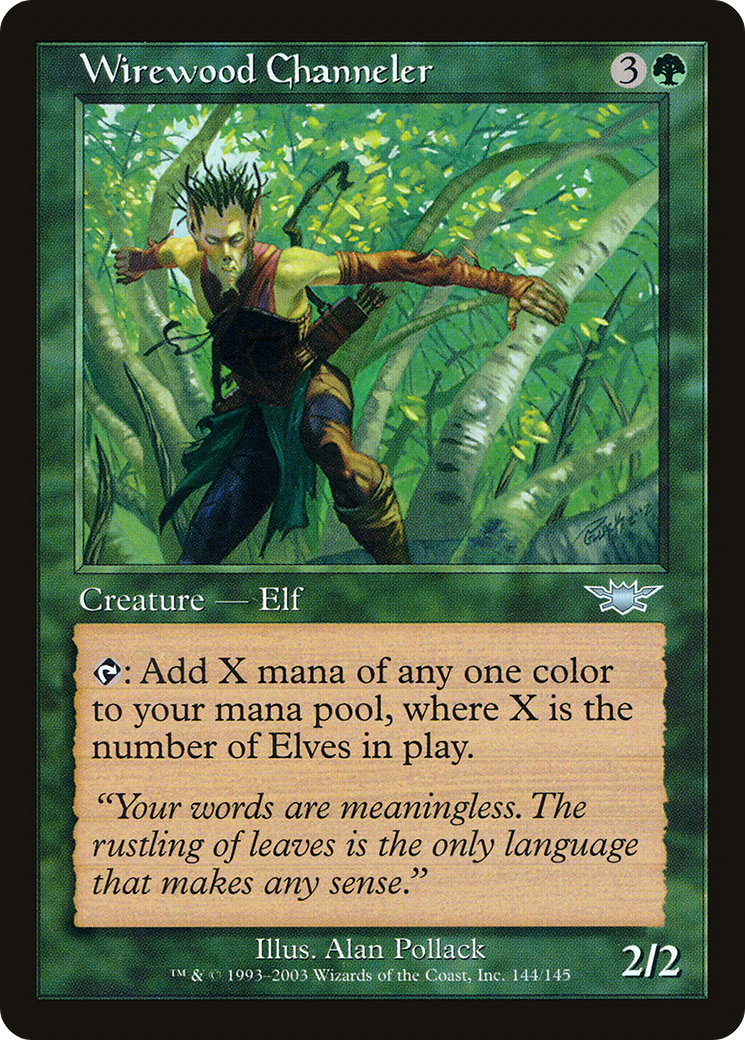 Wirewood Channeler 3
Creature — Elf
: Add X mana of any one color
to your mana pool, where X is the
number of Elves in play.
“Your words are meaningless. The
rustling of leaves is the only language
that makes any sense.”
Illus. Alan Pollack
™ & © 1993–2003 Wizards of the Coast, Inc. 144/145
2/2